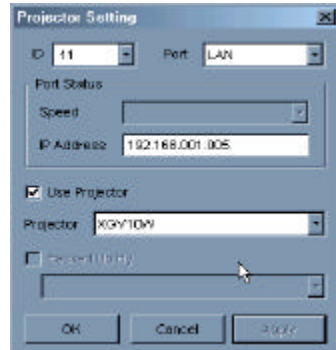 Projector Setting
ID 11 Port LAN
Port Status
Speed
IP Address 192.168.001.005
Use Projector
Projector XGV10W
OK Cancel Apply